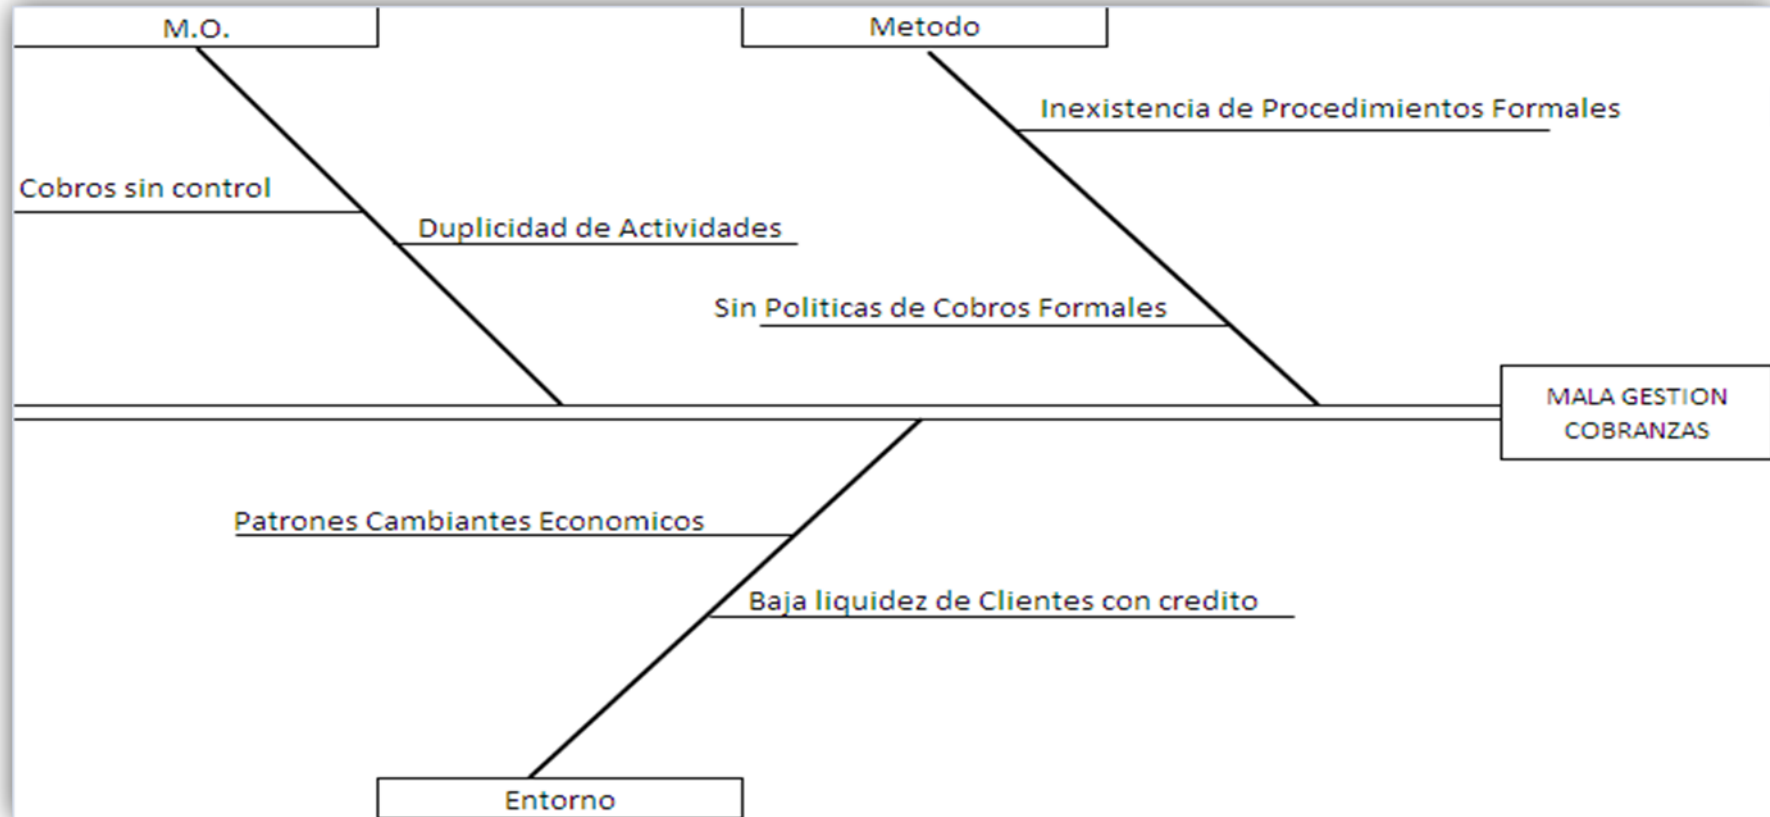 M.O.
Metodo
Inexistencia de Procedimientos Formales
Cobros sin control
Duplicidad de Actividades
Sin Politicas de Cobros Formales
MALA GESTION
COBRANZAS
Patrones Cambiantes Economicos
Baja liquidez de Clientes con credito
Entorno